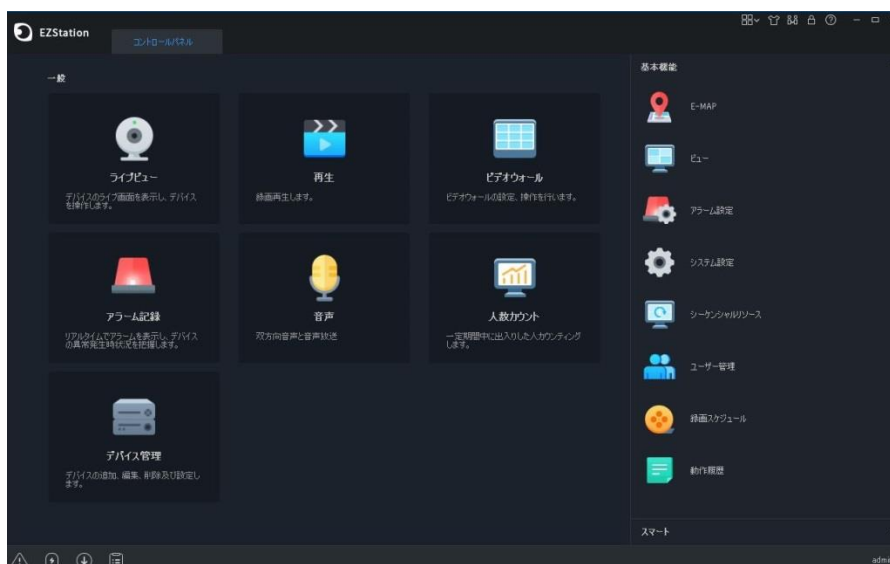 EZStation
コントロールパネル
一般
ライブビュー
デバイスのライブ画面を表示し、デバイス
を操作します。
再生
録画再生します。
ビデオウォール
ビデオウォールの設定、操作を行います。
アラーム記録
リアルタイムでアラームを表示し、デバイス
の異常発生時状況を把握します。
音声
双方向音声と音声放送
人数カウント
一定期間中に出入りした人カウンティング
します。
デバイス管理
デバイスの追加、編集、削除及び設定し
ます。
基本機能
E-MAP
ビュー
アラーム設定
システム設定
シーケンシャルリソース
ユーザー管理
録画スケジュール
動作履歴
スマート
admi